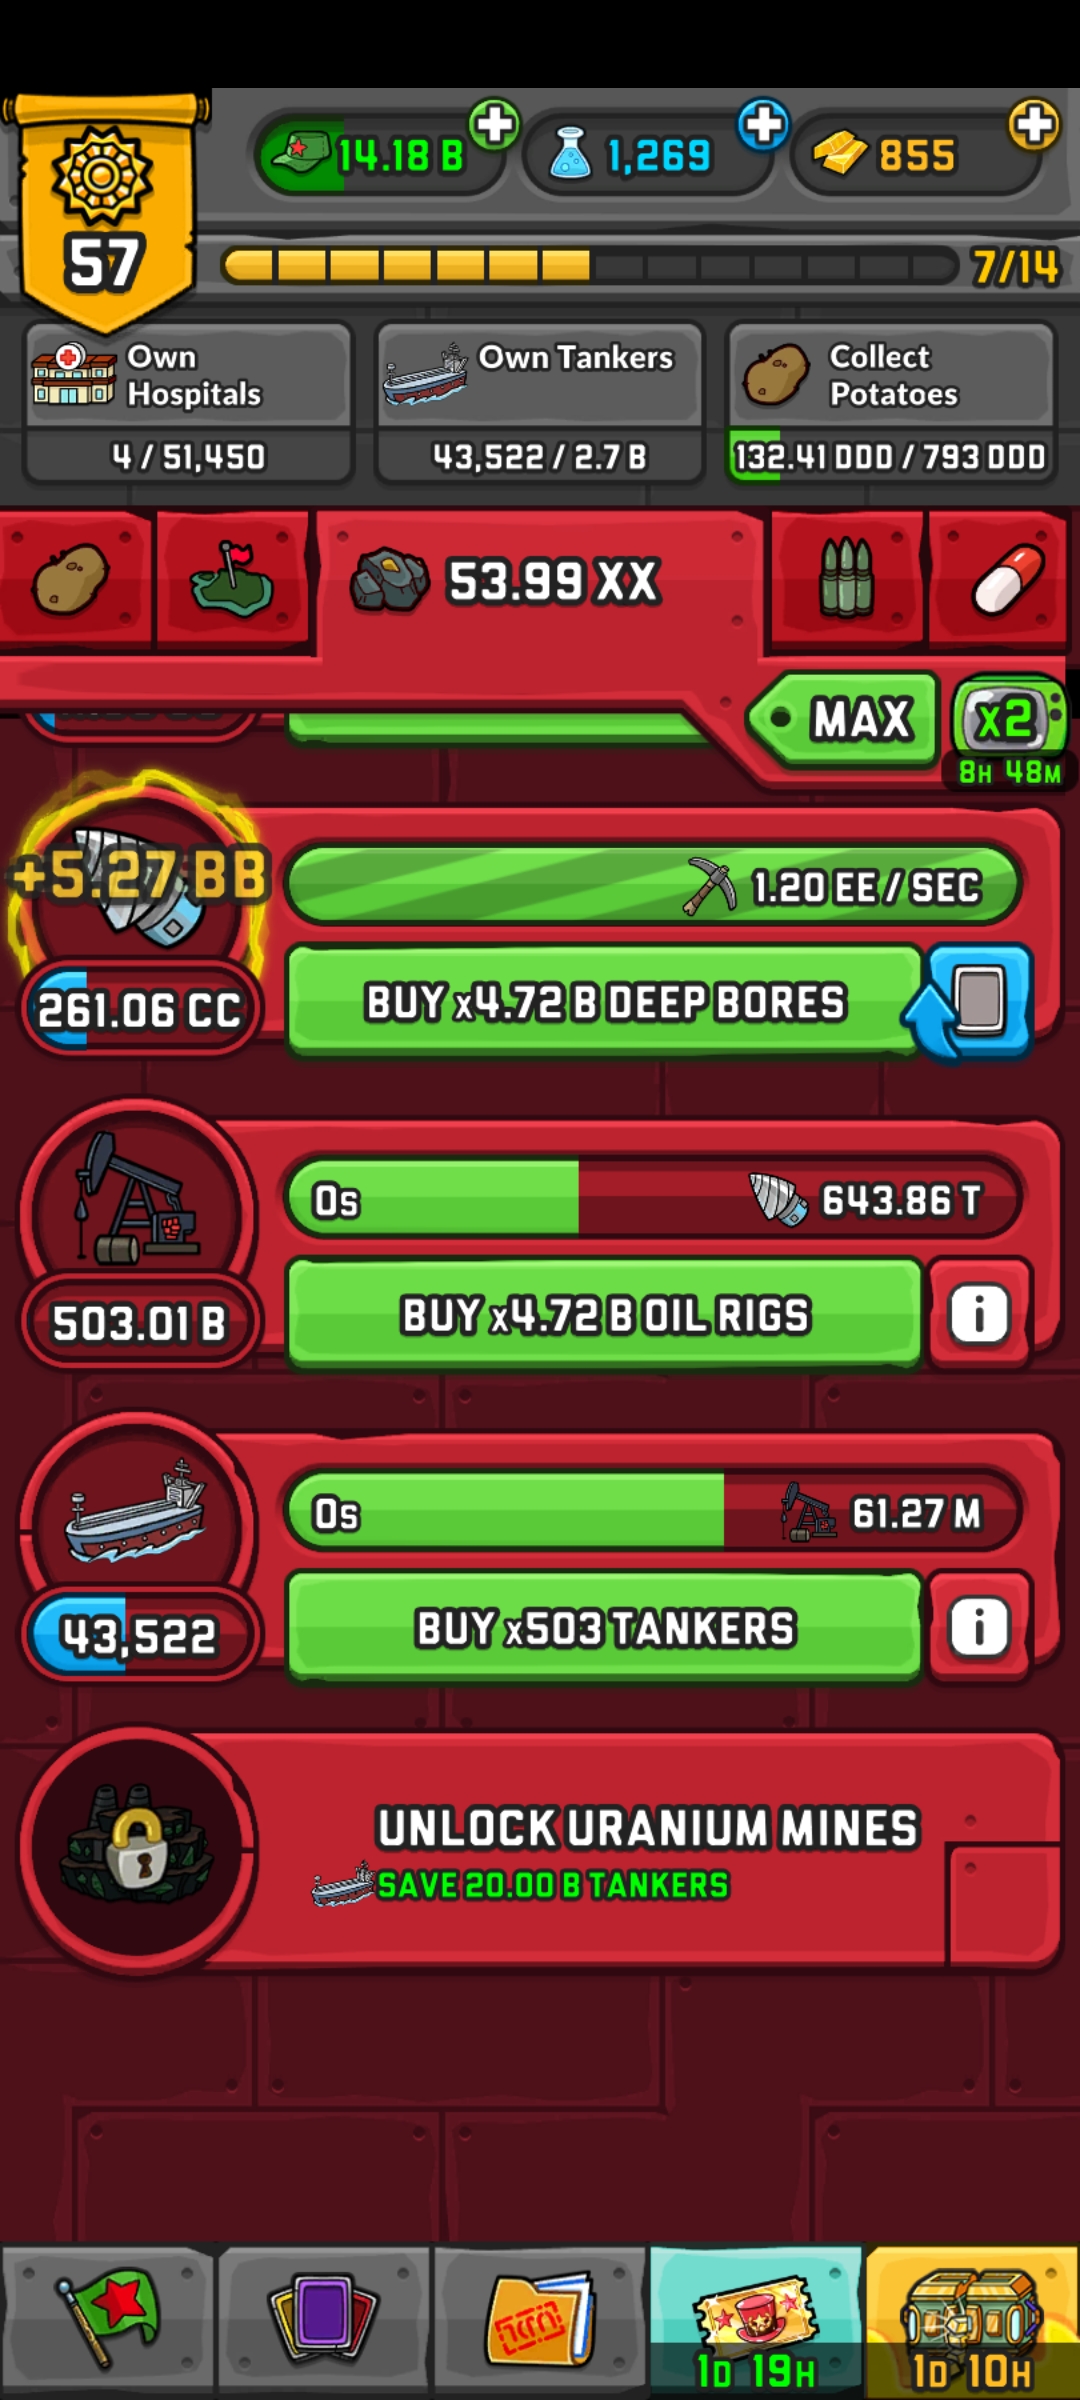 14.18 B
1,269
855
57
7/14
Own Hospitals
4 / 51,450
Own Tankers
43,522 / 2.7 B
Collect Potatoes
132.41 DDD / 793 DDD
53.99 XX
MAX
x2
8H 48M
+5.27 BB
1.20 EE / SEC
261.06 CC
BUY x4.72 B DEEP BORES
0s
643.86 T
503.01 B
BUY x4.72 B OIL RIGS
i
0s
61.27 M
43,522
BUY x503 TANKERS
i
UNLOCK URANIUM MINES
SAVE 20.00 B TANKERS
1D 19H
1D 10H